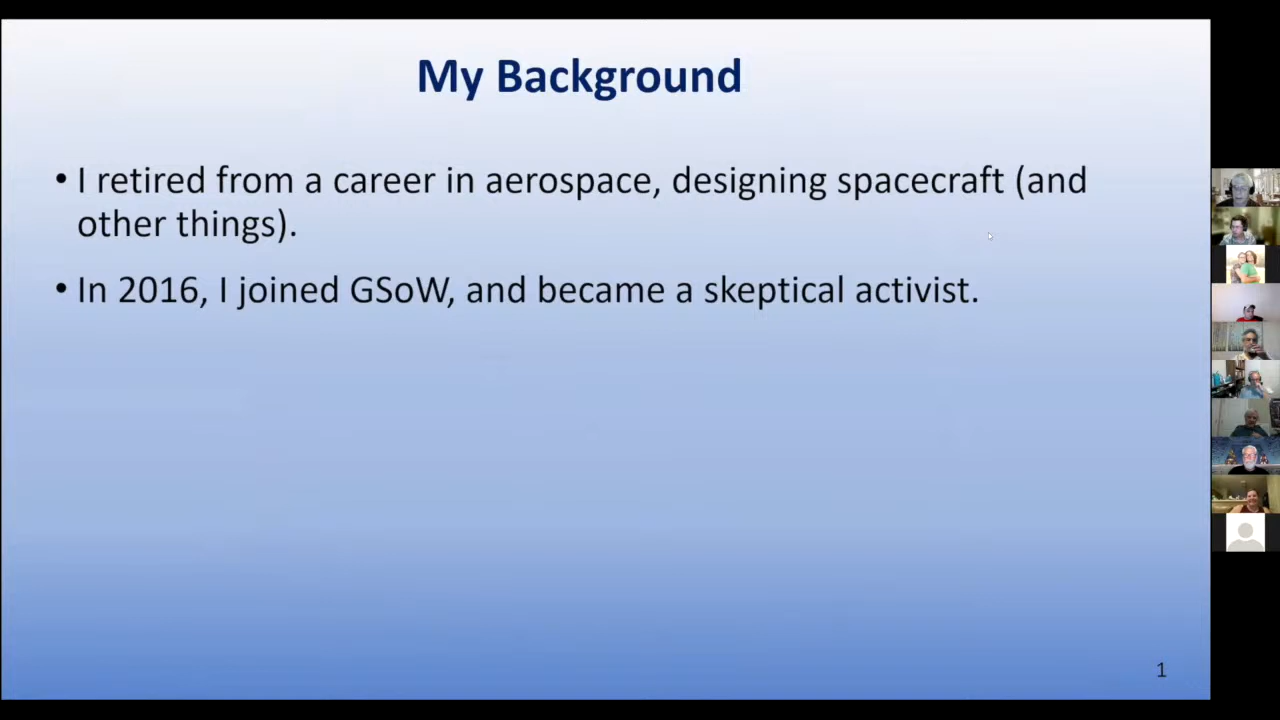 My Background
• I retired from a career in aerospace, designing spacecraft (and
other things).
• In 2016, I joined GSoW, and became a skeptical activist.
1